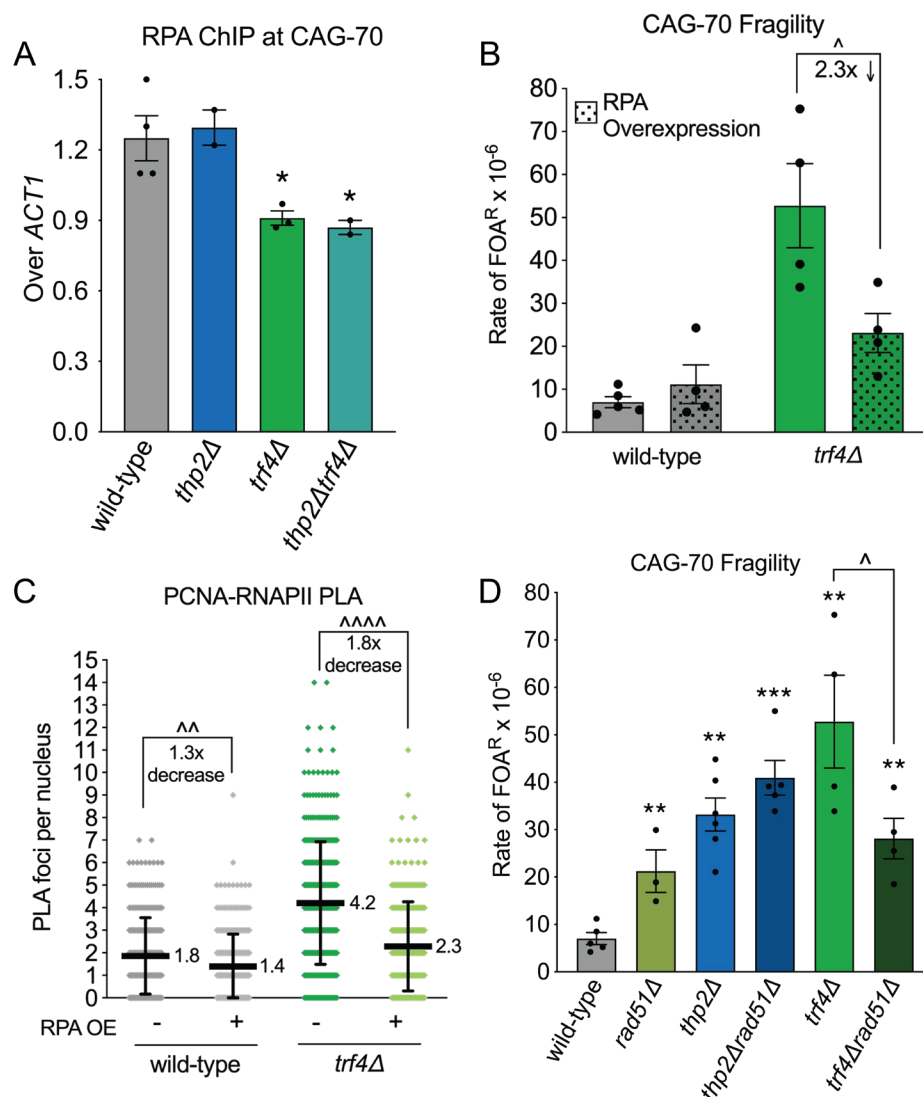 A
RPA ChIP at CAG-70
Over ACT1
1.5
1.2
0.9
0.6
0.3
0.0
*
*
wild-type
thp2Δ
trf4Δ
thp2Δtrf4Δ
B
CAG-70 Fragility
^
2.3x ↓
RPA
Overexpression
Rate of FOAᴿ x 10⁻⁶
80
70
60
50
40
30
20
10
0
wild-type
trf4Δ
C
PCNA-RNAPII PLA
^^^^
1.8x
decrease
^^
1.3x
decrease
PLA foci per nucleus
15
14
13
12
11
10
9
8
7
6
5
4
3
2
1
0
1.8
1.4
4.2
2.3
RPA OE - + - +
wild-type
trf4Δ
D
CAG-70 Fragility
^
Rate of FOAᴿ x 10⁻⁶
80
70
60
50
40
30
20
10
0
**
**
***
**
**
wild-type
rad51Δ
thp2Δ
thp2Δrad51Δ
trf4Δ
trf4Δrad51Δ